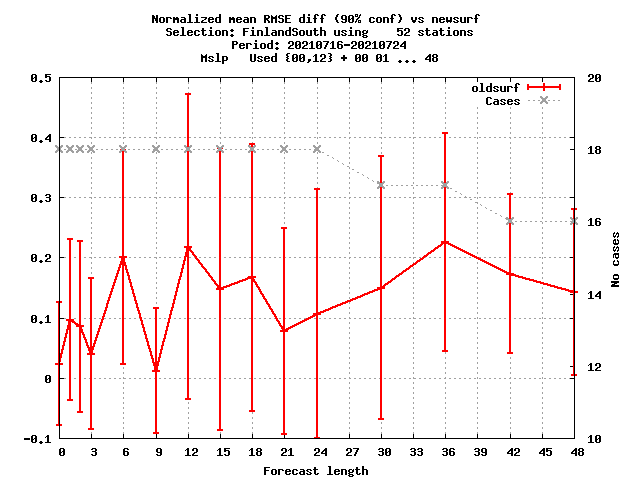 Normalized mean RMSE diff (90% conf) vs newsurf
Selection: FinlandSouth using    52 stations
Period: 20210716-20210724
Mslp   Used {00,12} + 00 01 ... 48
oldsurf
Cases
0.5
0.4
0.3
0.2
0.1
0
-0.1
20
18
16
14
12
10
No cases
0 3 6 9 12 15 18 21 24 27 30 33 36 39 42 45 48
Forecast length